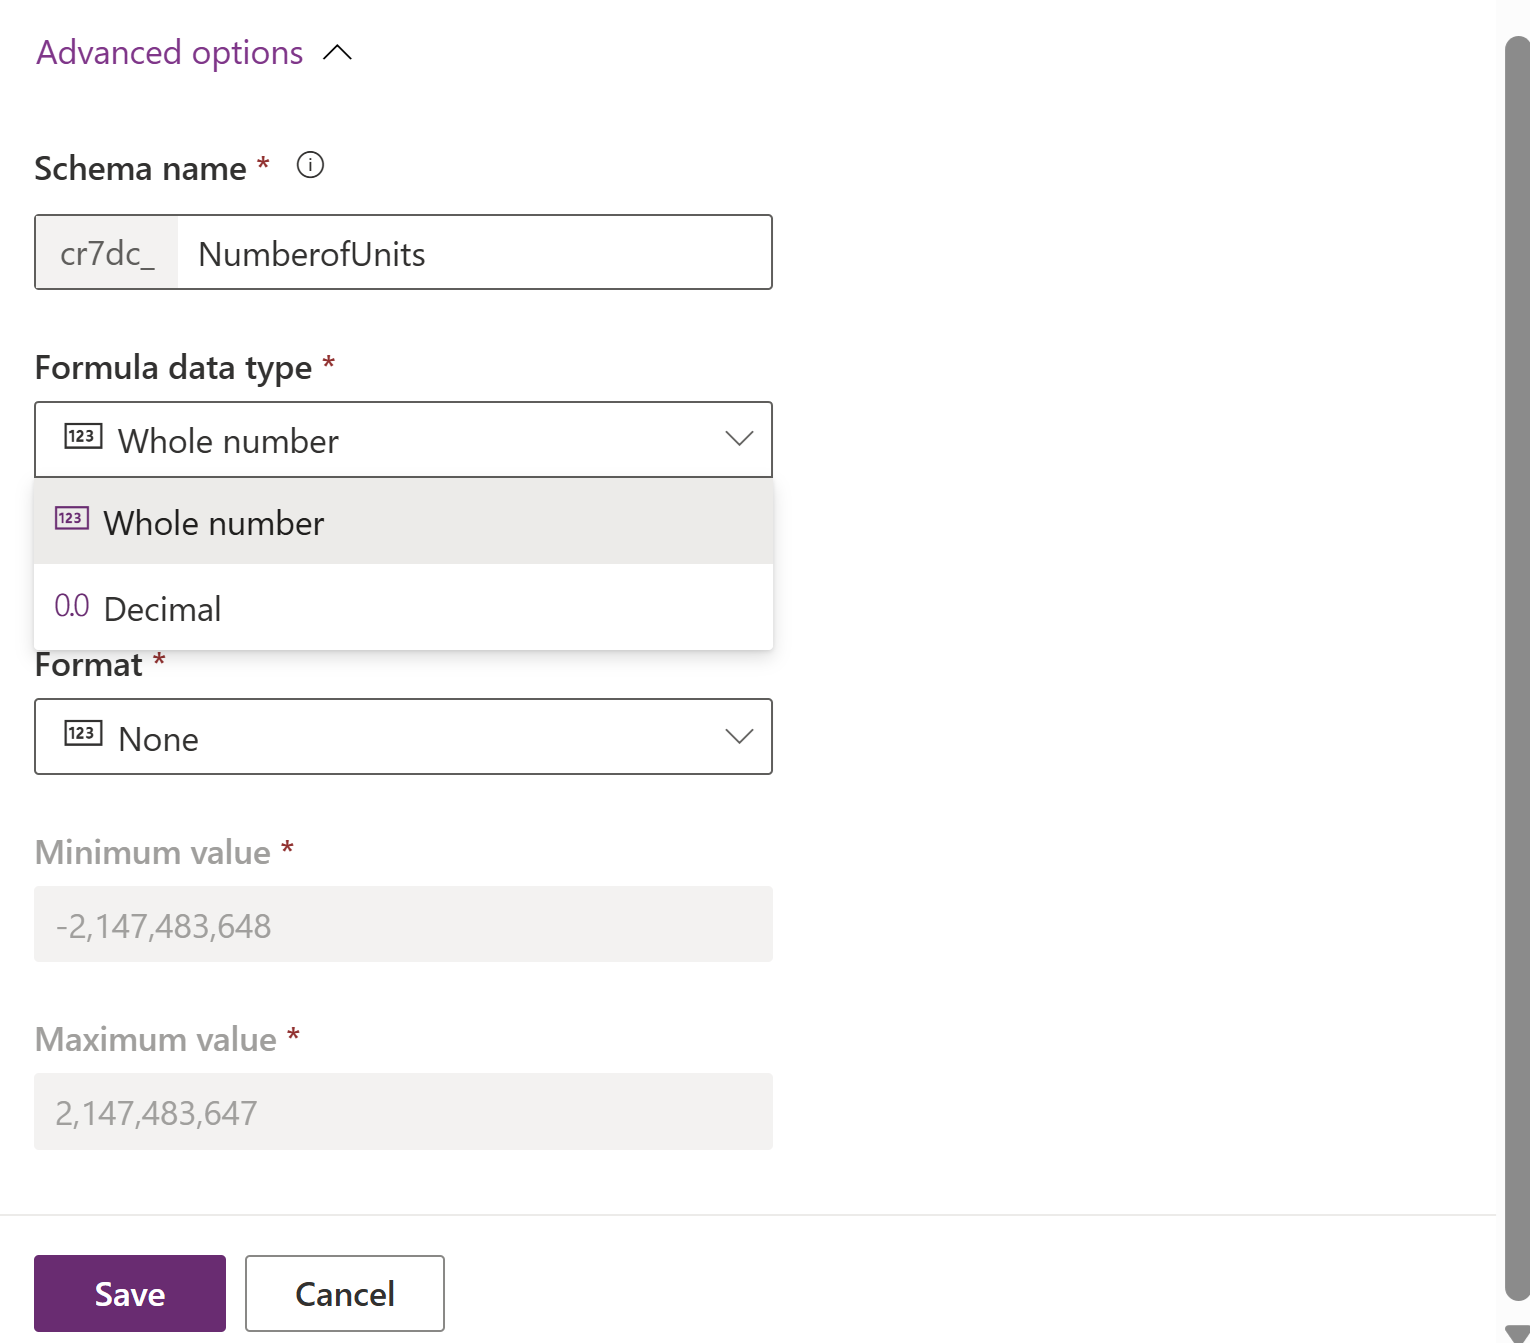 Advanced options
Schema name *
cr7dc_ NumberofUnits
Formula data type *
123 Whole number
123 Whole number
0.0 Decimal
Format *
123 None
Minimum value *
-2,147,483,648
Maximum value *
2,147,483,647
Save Cancel